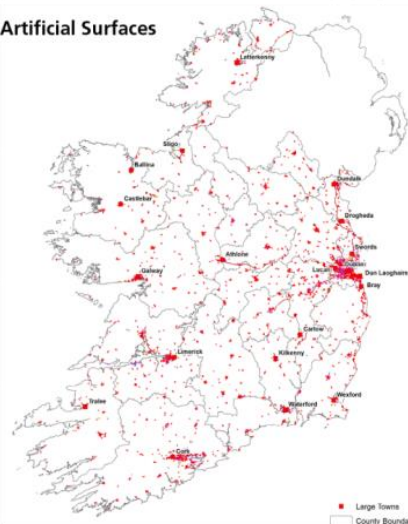 Artificial Surfaces
Letterkenny
Sligo
Ballina
Dundalk
Castlebar
Drogheda
Swords
Athlone
Lucan
Dublin
Dun Laoghaire
Galway
Bray
Carlow
Limerick
Kilkenny
Tralee
Wexford
Waterford
Cork
Large Towns